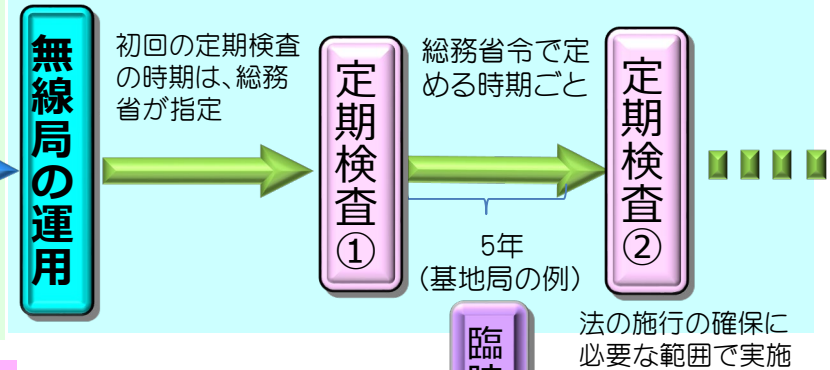 無線局の運用
初回の定期検査
の時期は、総務
省が指定
定期検査①
総務省令で定
める時期ごと
定期検査②
5年
（基地局の例）
臨
法の施行の確保に
必要な範囲で実施